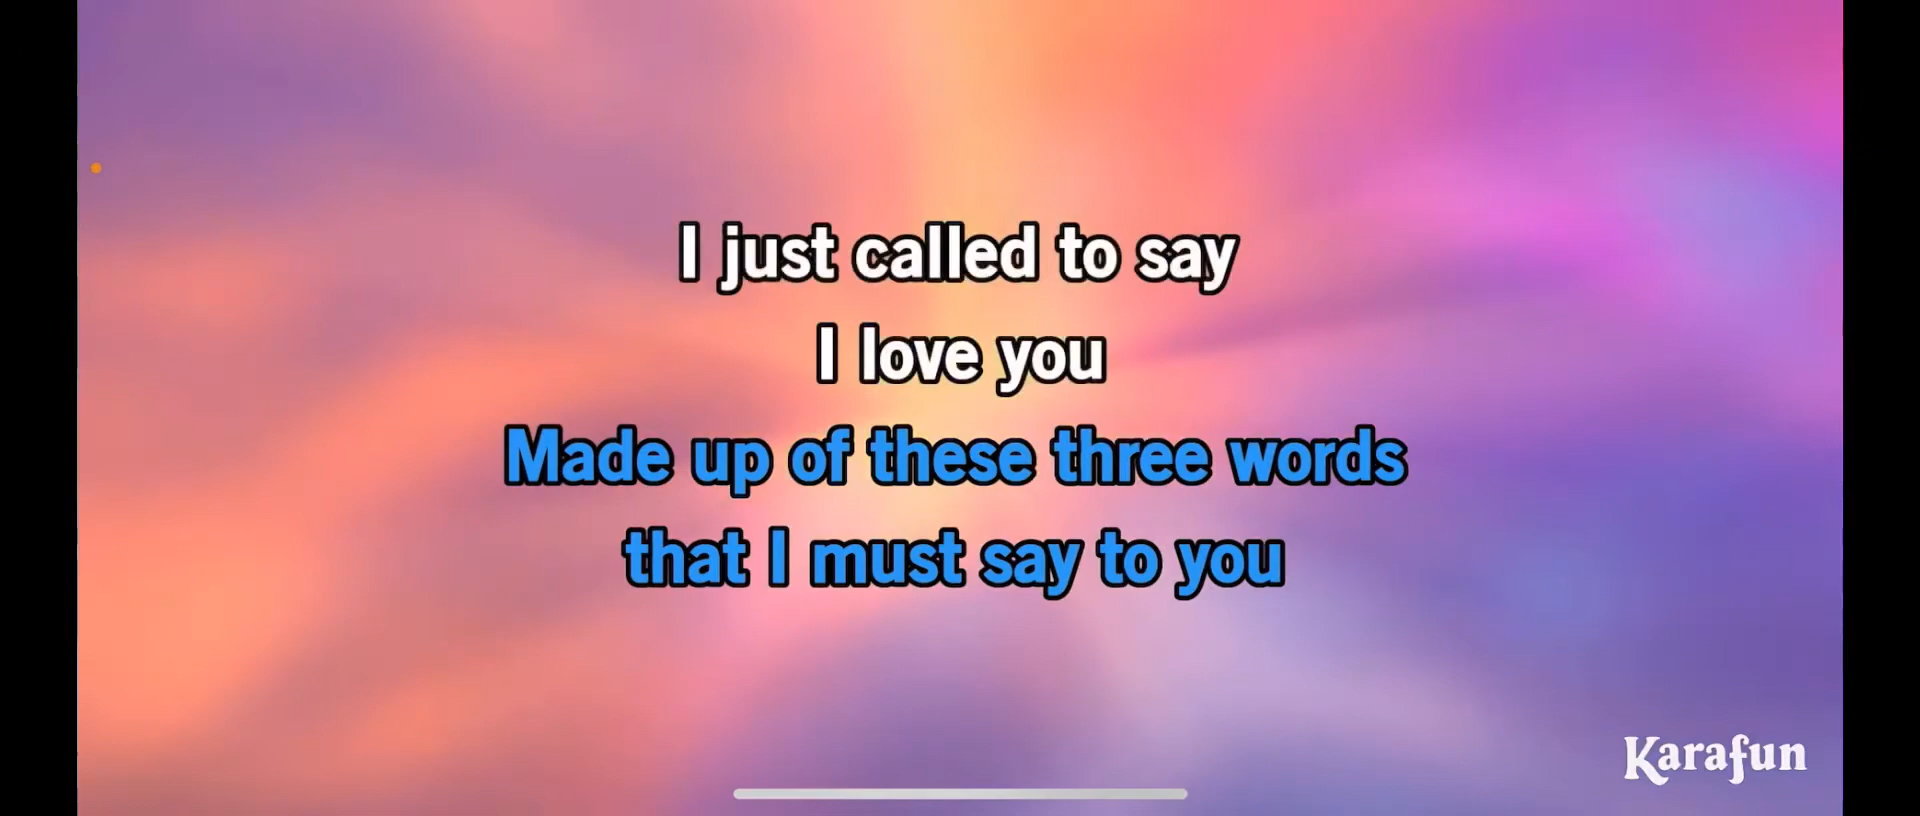 I just called to say
I love you
Made up of these three words
that I must say to you
Karafun